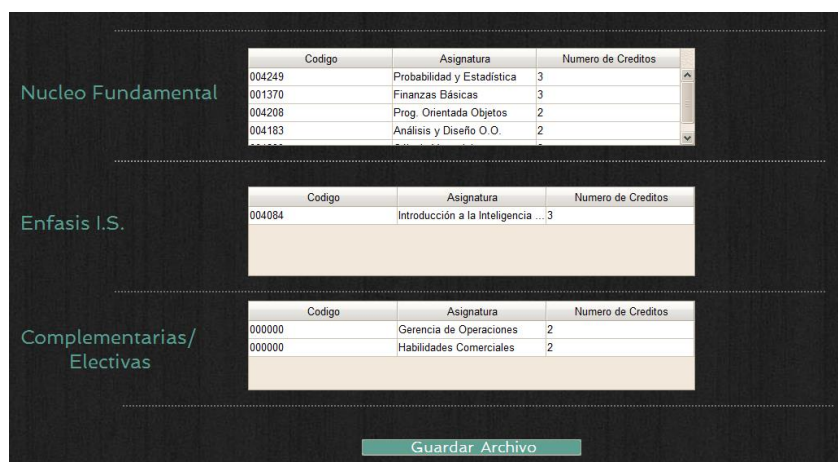 Codigo Asignatura Numero de Creditos
Nucleo Fundamental
004249 Probabilidad y Estadística 3
001370 Finanzas Básicas 3
004208 Prog. Orientada Objetos 2
004183 Análisis y Diseño O.O. 2
Codigo Asignatura Numero de Creditos
Enfasis I.S.
004084 Introducción a la Inteligencia ... 3
Codigo Asignatura Numero de Creditos
Complementarias/
Electivas
000000 Gerencia de Operaciones 2
000000 Habilidades Comerciales 2
Guardar Archivo